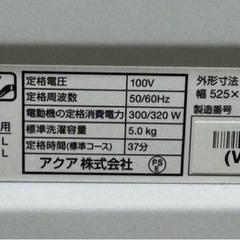 定格電圧 100V
定格周波数 50/60Hz
電動機の定格消費電力 300/320 W
標準洗濯容量 5.0 kg
定格時間(標準コース) 37分
アクア 株式会社
PS
E
用
L
L
外形寸法
幅 525×
製造番号
(V